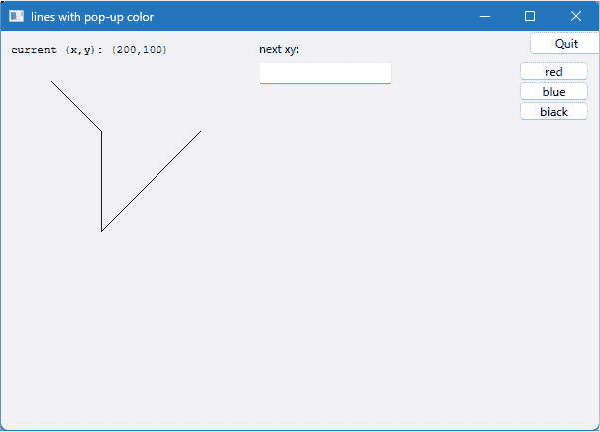 lines with pop-up color
current (x,y): (200,100)
next xy:
Quit
red
blue
black